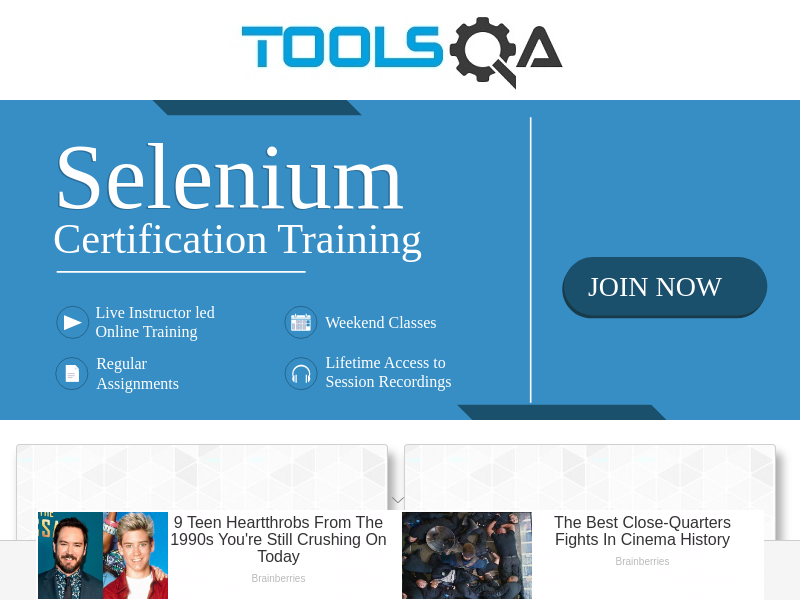 TOOLSQA
Selenium
Certification Training
JOIN NOW
Live Instructor led
Online Training
Weekend Classes
Regular
Assignments
Lifetime Access to
Session Recordings
9 Teen Heartthrobs From The
1990s You're Still Crushing On
Today
Brainberries
The Best Close-Quarters
Fights In Cinema History
Brainberries